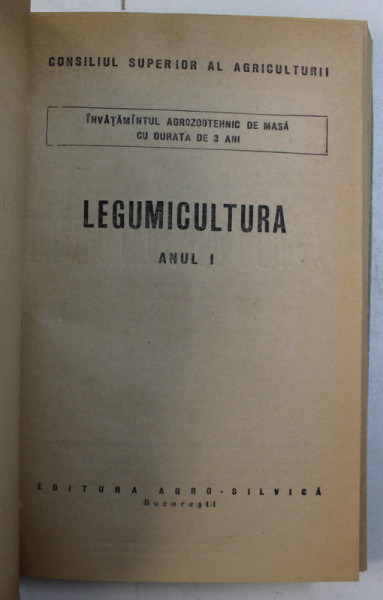 CONSILIUL SUPERIOR AL AGRICULTURII
ÎNVĂȚĂMÎNTUL AGROZOOTEHNIC DE MASĂ
CU DURATA DE 3 ANI
LEGUMICULTURA
ANUL I
EDITURA AGRO-SILVICĂ
București